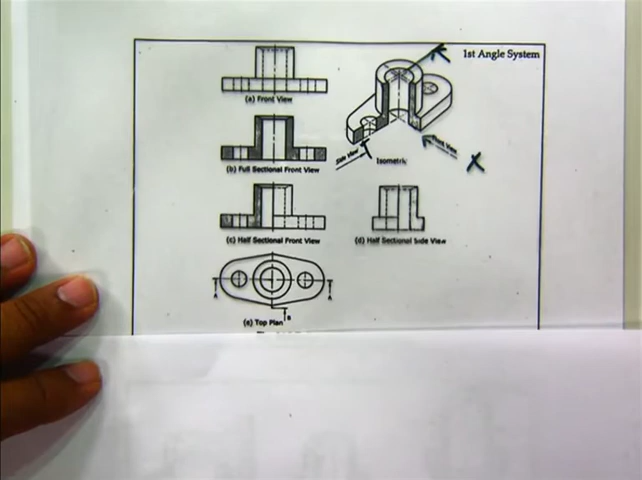 1st Angle System
(a) Front View
(b) Full Sectional Front View
Side View
Isometric
Front View
X
(c) Half Sectional Front View
(d) Half Sectional Side View
A
A
B
(e) Top Plan